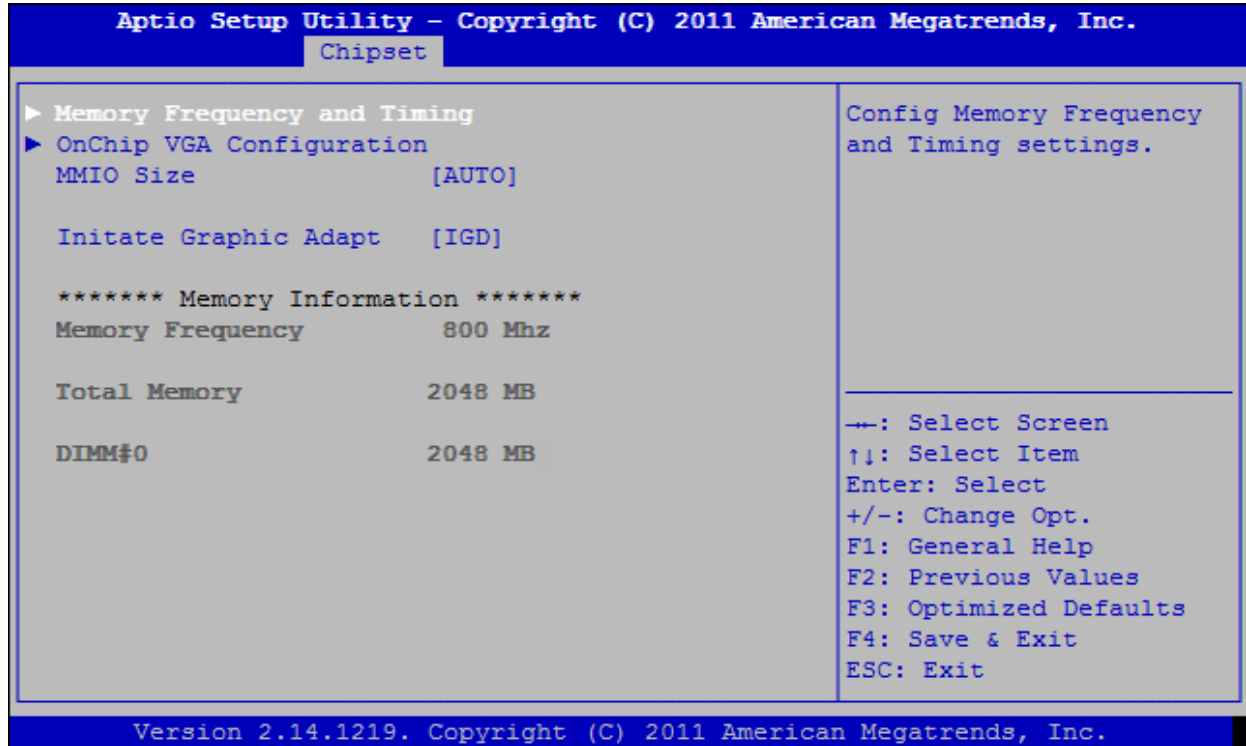 Aptio Setup Utility – Copyright (C) 2011 American Megatrends, Inc.
Chipset
► Memory Frequency and Timing
► OnChip VGA Configuration
MMIO Size [AUTO]
Initate Graphic Adapt [IGD]
******* Memory Information *******
Memory Frequency 800 Mhz
Total Memory 2048 MB
DIMM#0 2048 MB
Config Memory Frequency
and Timing settings.
→←: Select Screen
↑↓: Select Item
Enter: Select
+/-: Change Opt.
F1: General Help
F2: Previous Values
F3: Optimized Defaults
F4: Save & Exit
ESC: Exit
Version 2.14.1219. Copyright (C) 2011 American Megatrends, Inc.